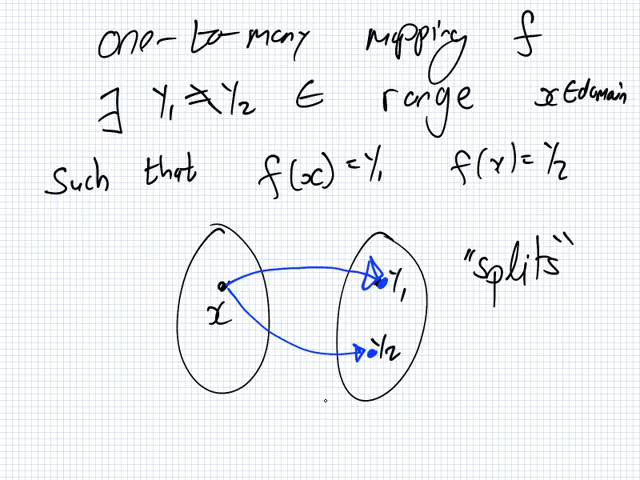 one-to-many mapping f
∃ y₁ ≠ y₂ ∈ range x ∈ domain
such that f(x) = y₁ f(x) = y₂
"splits"
x y₁
y₂